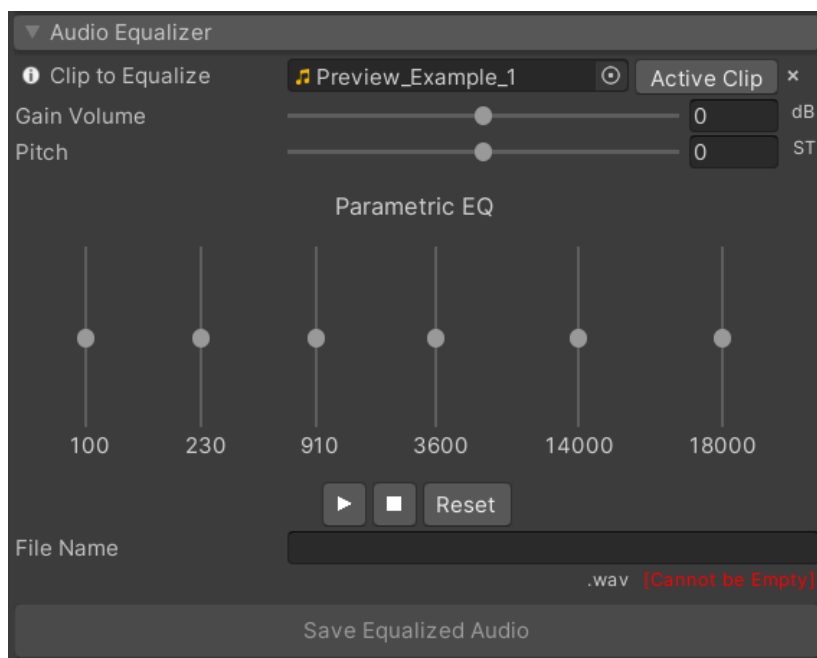 Audio Equalizer
Clip to Equalize Preview_Example_1 Active Clip ×
Gain Volume 0 dB
Pitch 0 ST
Parametric EQ
100 230 910 3600 14000 18000
Reset
File Name
.wav [Cannot be Empty]
Save Equalized Audio